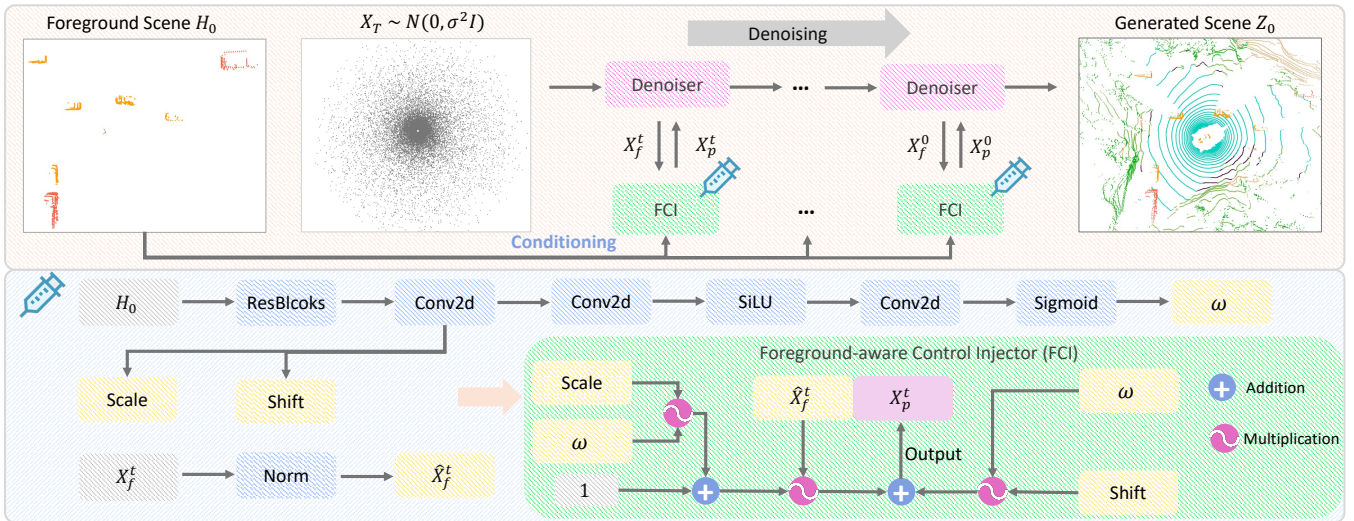 Foreground Scene H₀
X_T ~ N(0, σ²I)
Denoising
Generated Scene Z₀
Denoiser
...
Denoiser
X_f^t
X_p^t
X_f^0
X_p^0
FCI
...
FCI
Conditioning
H₀
ResBlcoks
Conv2d
Conv2d
SiLU
Conv2d
Sigmoid
ω
Scale
Shift
X_f^t
Norm
X̂_f^t
Foreground-aware Control Injector (FCI)
Scale
ω
1
X̂_f^t
X_p^t
Output
ω
Shift
Addition
Multiplication